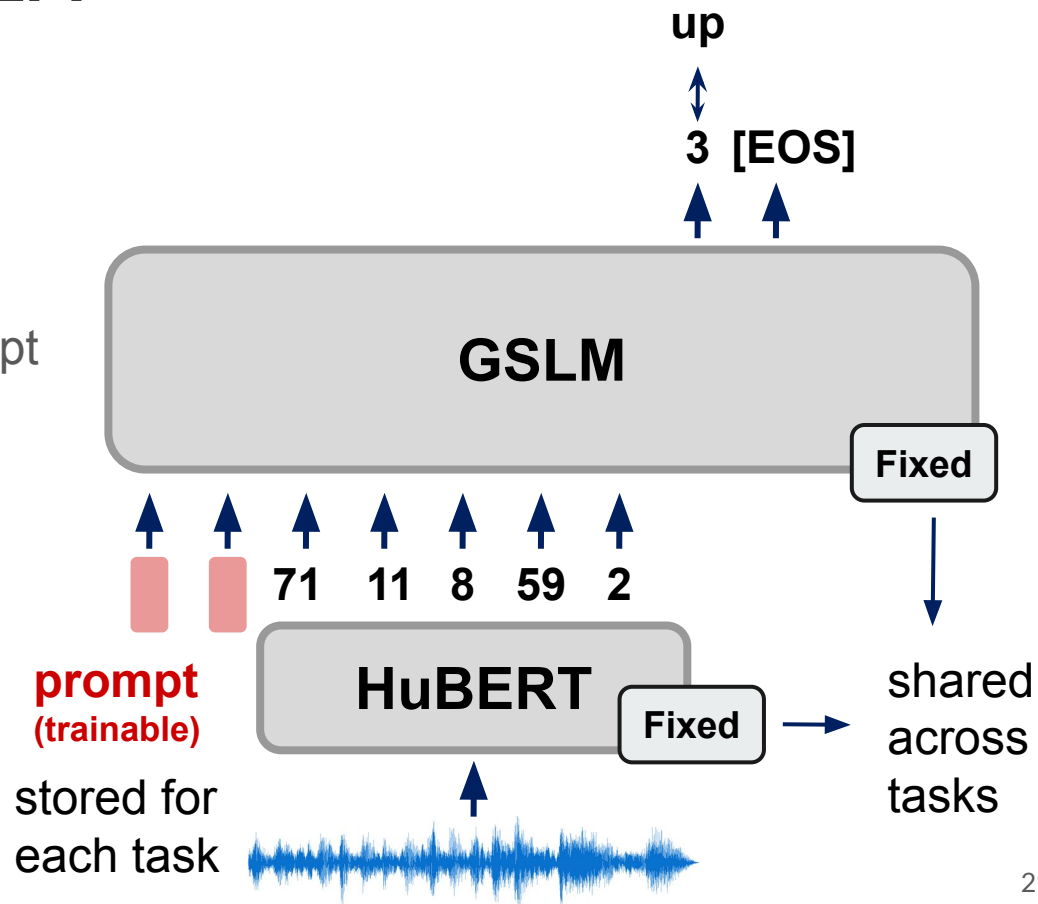 up
3 [EOS]
pt
GSLM
Fixed
71 11 8 59 2
prompt
(trainable)
HuBERT
Fixed
shared
across
tasks
stored for
each task
2